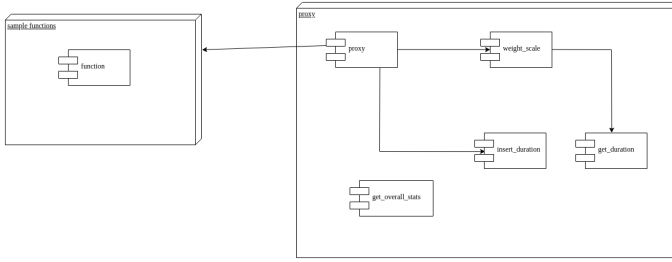 sample functions
function
proxy
proxy
weight_scale
insert_duration
get_duration
get_overall_stats